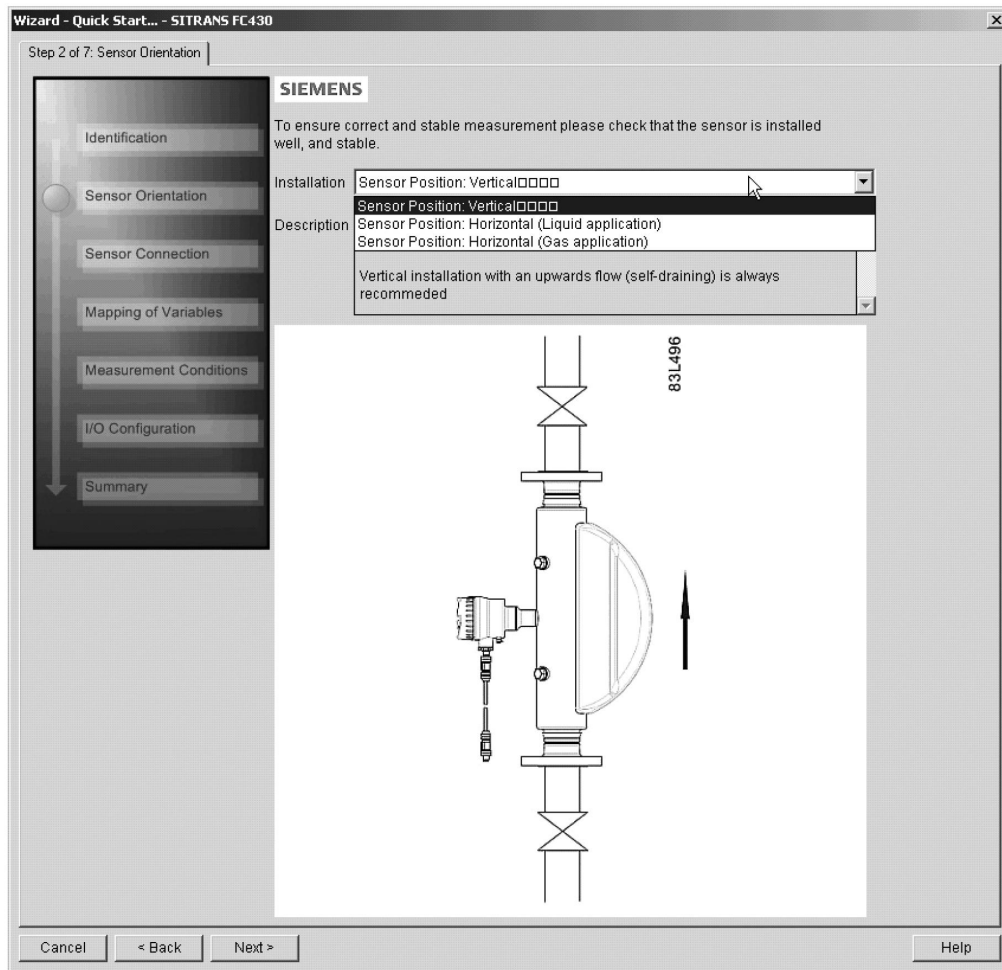 Wizard - Quick Start... - SITRANS FC430
Step 2 of 7: Sensor Orientation
Identification
Sensor Orientation
Sensor Connection
Mapping of Variables
Measurement Conditions
I/O Configuration
Summary
SIEMENS
To ensure correct and stable measurement please check that the sensor is installed
well, and stable.
Installation
Sensor Position: Vertical□□□□
Sensor Position: Vertical□□□□
Description
Sensor Position: Horizontal (Liquid application)
Sensor Position: Horizontal (Gas application)
Vertical installation with an upwards flow (self-draining) is always
recommeded
83L496
Cancel
< Back
Next >
Help